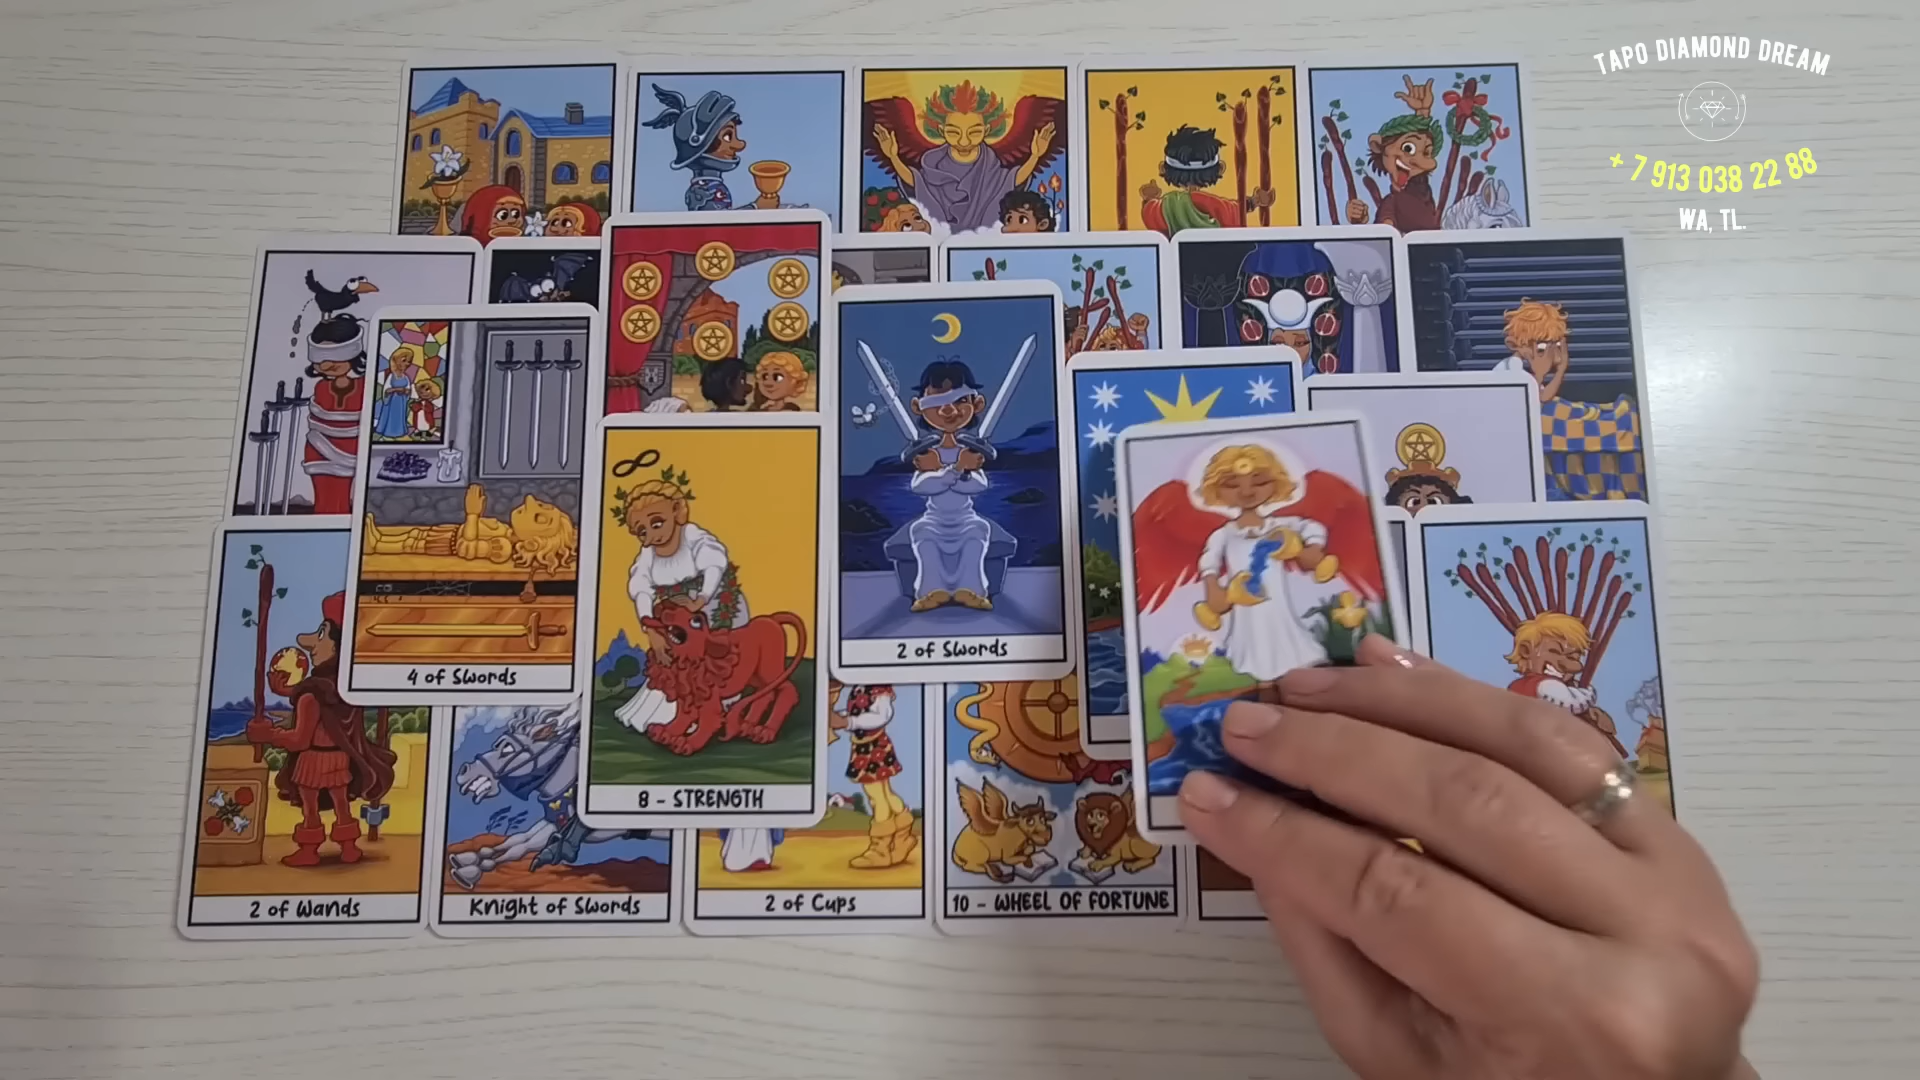 TAPO DIAMOND DREAM
+ 7 913 038 22 88
WA, TL.
4 of Swords
2 of Swords
8 - STRENGTH
2 of Wands
Knight of Swords
2 of Cups
10 - WHEEL OF FORTUNE